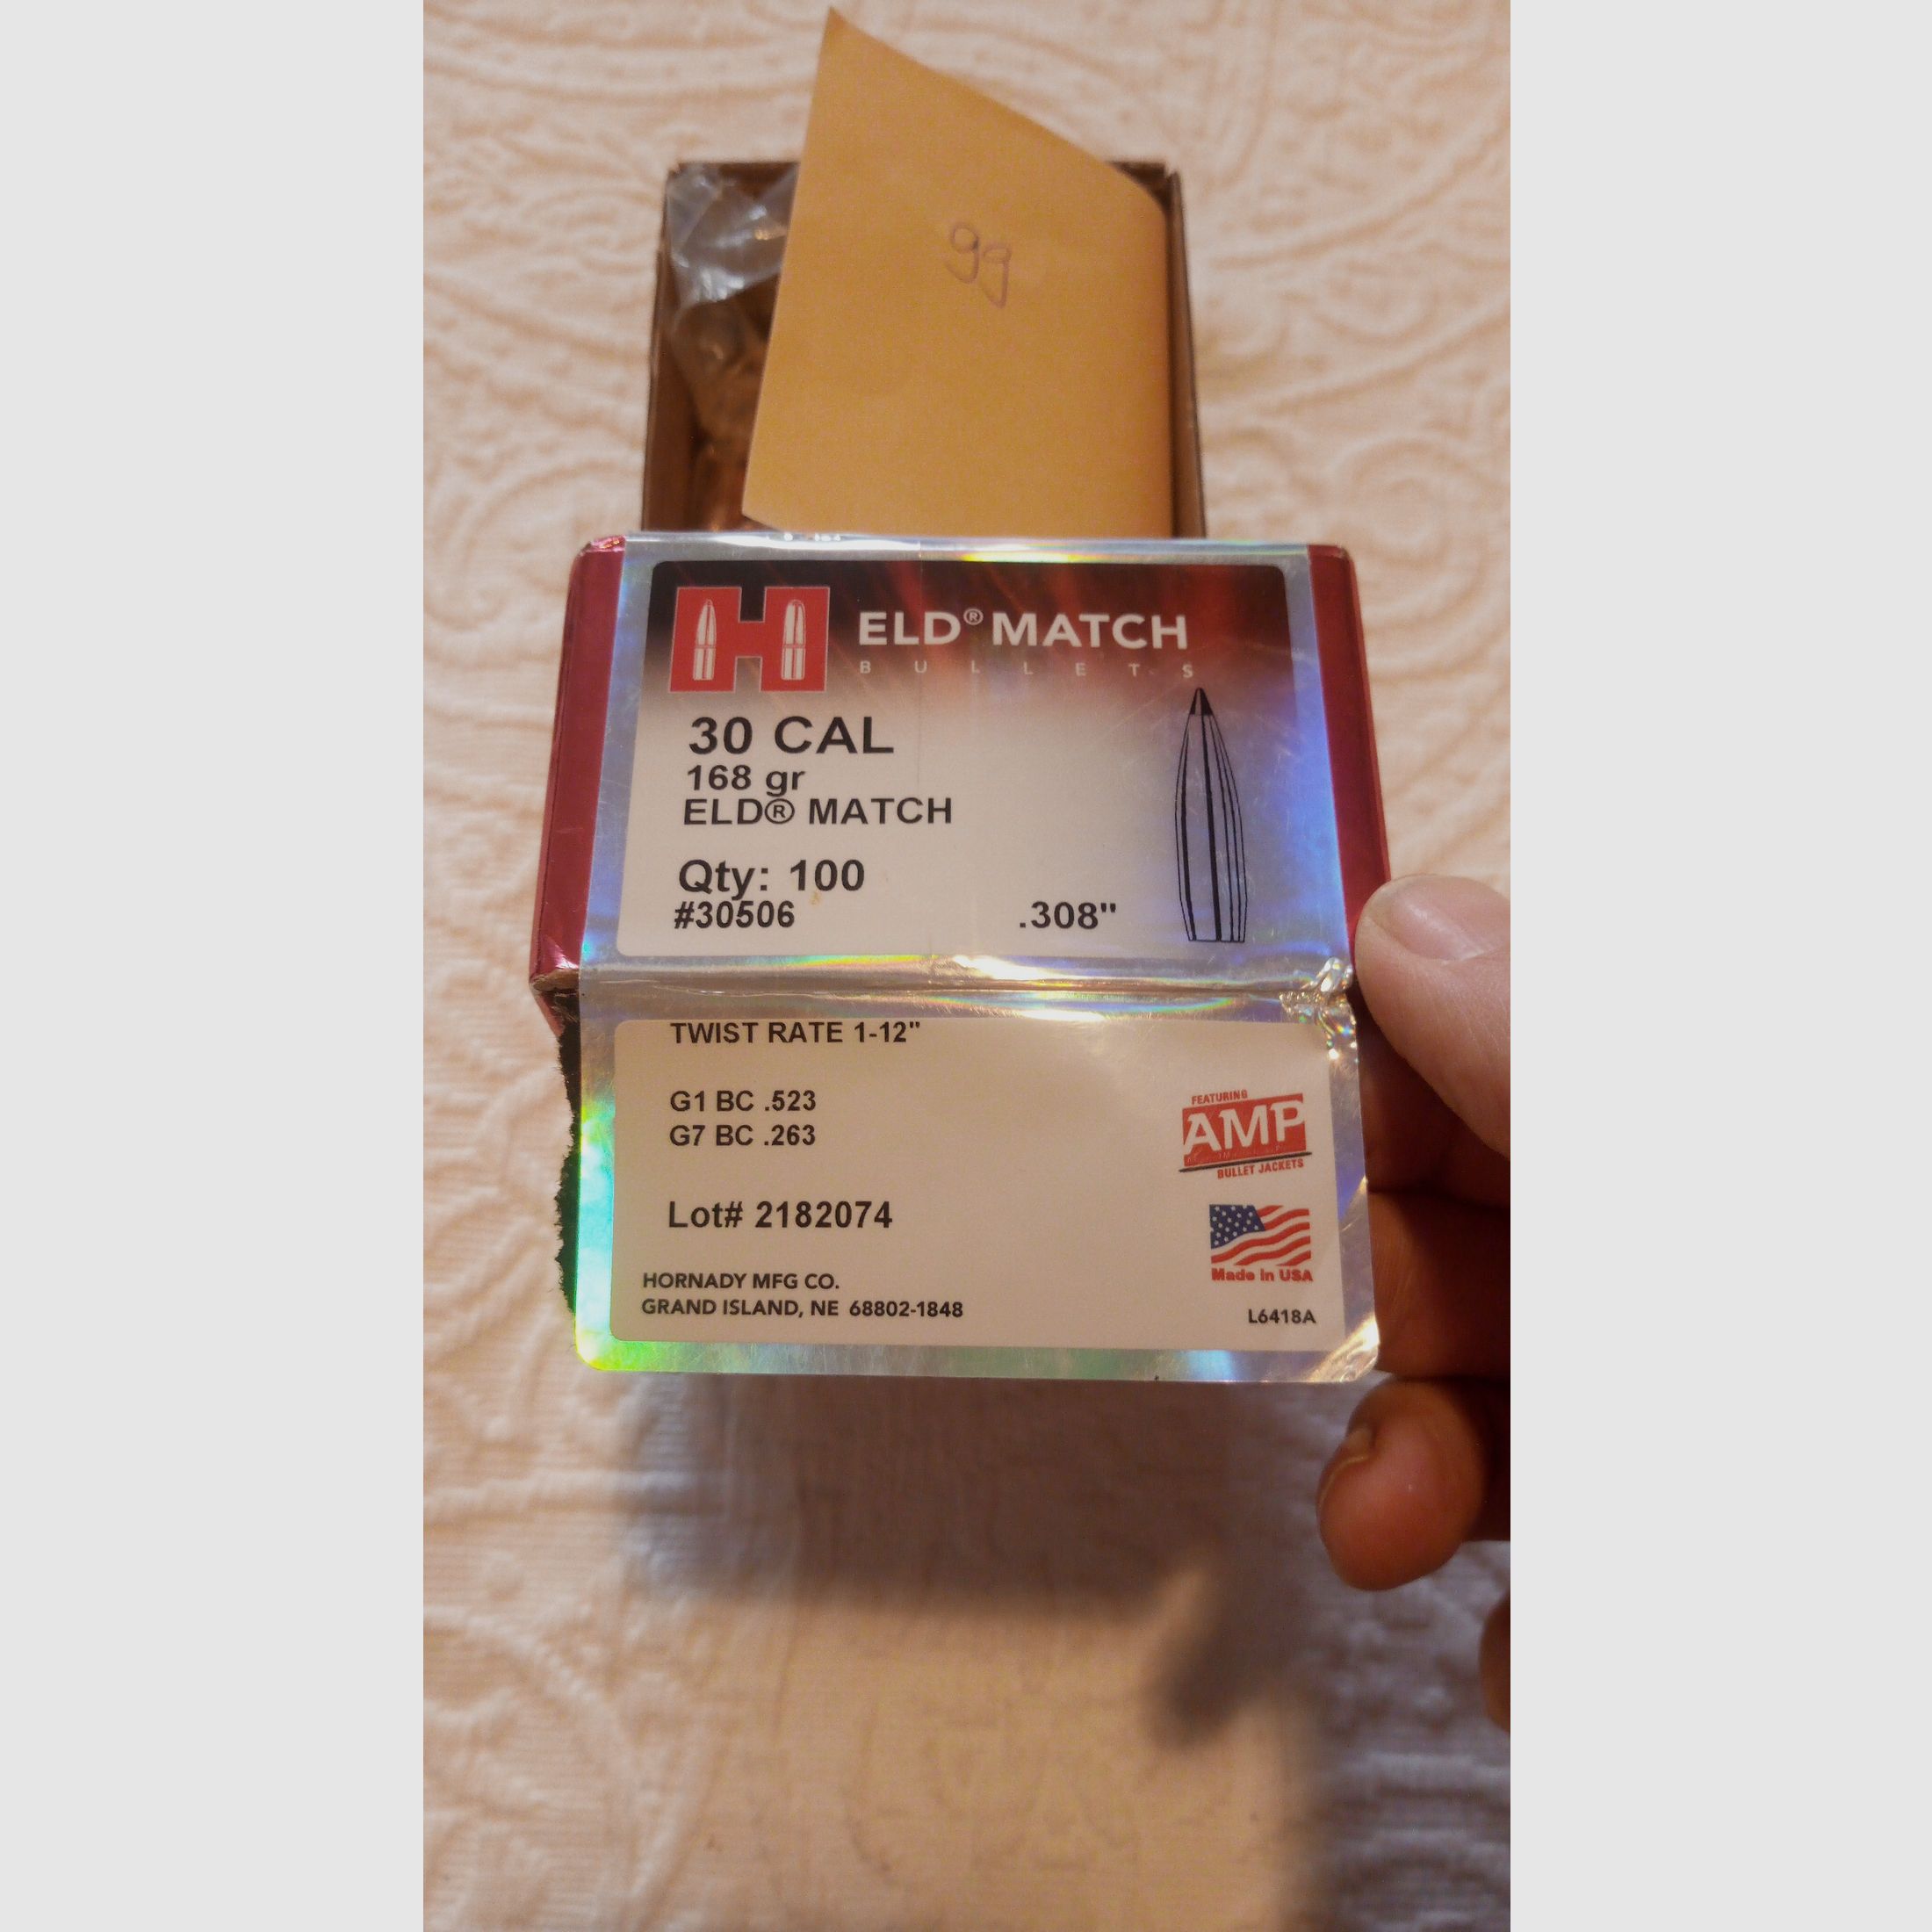 99
H
ELD® MATCH
BULLETS
30 CAL
168 gr
ELD® MATCH
Qty: 100
#30506
.308"
TWIST RATE 1-12"
G1 BC .523
G7 BC .263
FEATURING
AMP
BULLET JACKETS
Lot# 2182074
Made in USA
HORNADY MFG CO.
GRAND ISLAND, NE 68802-1848
L6418A